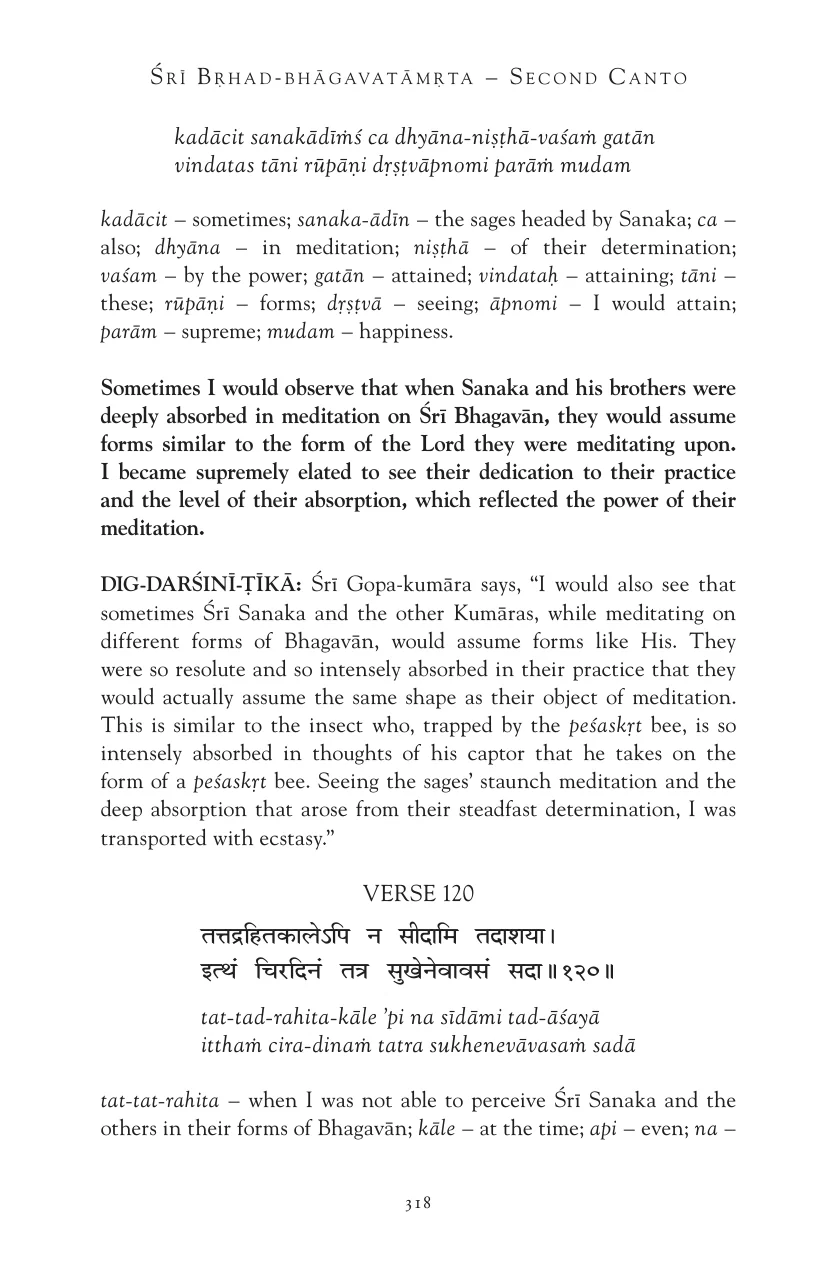 ŚRĪ BṚHAD-BHĀGAVATĀMṚTA – SECOND CANTO
kadācit sanakādīṁś ca dhyāna-niṣṭhā-vaśaṁ gatān
vindatas tāni rūpāṇi dṛṣṭvāpnomi parāṁ mudam
kadācit – sometimes; sanaka-ādīn – the sages headed by Sanaka; ca –
also; dhyāna – in meditation; niṣṭhā – of their determination;
vaśam – by the power; gatān – attained; vindataḥ – attaining; tāni –
these; rūpāṇi – forms; dṛṣṭvā – seeing; āpnomi – I would attain;
parām – supreme; mudam – happiness.
Sometimes I would observe that when Sanaka and his brothers were
deeply absorbed in meditation on Śrī Bhagavān, they would assume
forms similar to the form of the Lord they were meditating upon.
I became supremely elated to see their dedication to their practice
and the level of their absorption, which reflected the power of their
meditation.
DIG-DARŚINĪ-ṬĪKĀ: Śrī Gopa-kumāra says, “I would also see that
sometimes Śrī Sanaka and the other Kumāras, while meditating on
different forms of Bhagavān, would assume forms like His. They
were so resolute and so intensely absorbed in their practice that they
would actually assume the same shape as their object of meditation.
This is similar to the insect who, trapped by the peśaskṛt bee, is so
intensely absorbed in thoughts of his captor that he takes on the
form of a peśaskṛt bee. Seeing the sages’ staunch meditation and the
deep absorption that arose from their steadfast determination, I was
transported with ecstasy.”
VERSE 120
तत्तद्रहितकालेऽपि न सीदामि तदाशया।
इत्थं चिरदिनं तत्र सुखेनेवावसं सदा॥१२०॥
tat-tad-rahita-kāle ’pi na sīdāmi tad-āśayā
itthaṁ cira-dinaṁ tatra sukhenevāvasaṁ sadā
tat-tat-rahita – when I was not able to perceive Śrī Sanaka and the
others in their forms of Bhagavān; kāle – at the time; api – even; na –
318